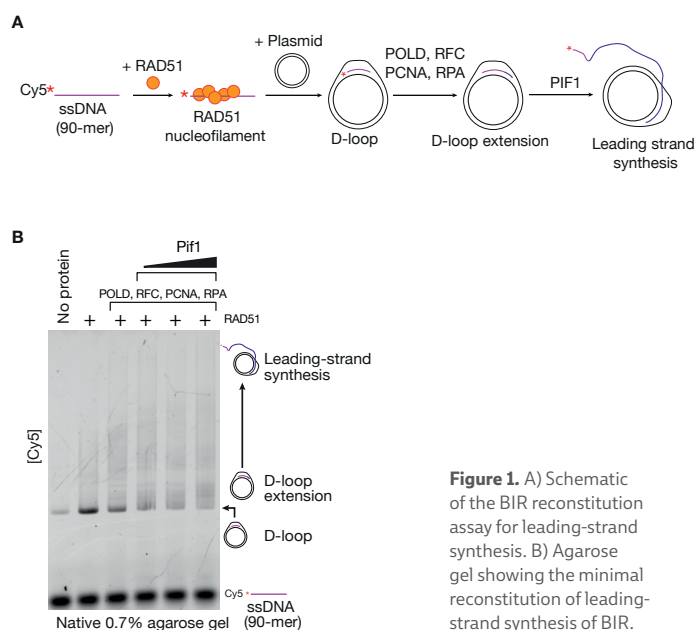 A
Cy5*
ssDNA
(90-mer)
+ RAD51
*
RAD51
nucleofilament
+ Plasmid
*
D-loop
POLD, RFC
PCNA, RPA
D-loop extension
PIF1
*
Leading strand
synthesis
B
No protein
Pif1
POLD, RFC, PCNA, RPA
+ + + + + RAD51
[Cy5]
Leading-strand
synthesis
D-loop
extension
D-loop
Cy5 *
ssDNA
(90-mer)
Native 0.7% agarose gel
Figure 1. A) Schematic
of the BIR reconstitution
assay for leading-strand
synthesis. B) Agarose
gel showing the minimal
reconstitution of leading-
strand synthesis of BIR.